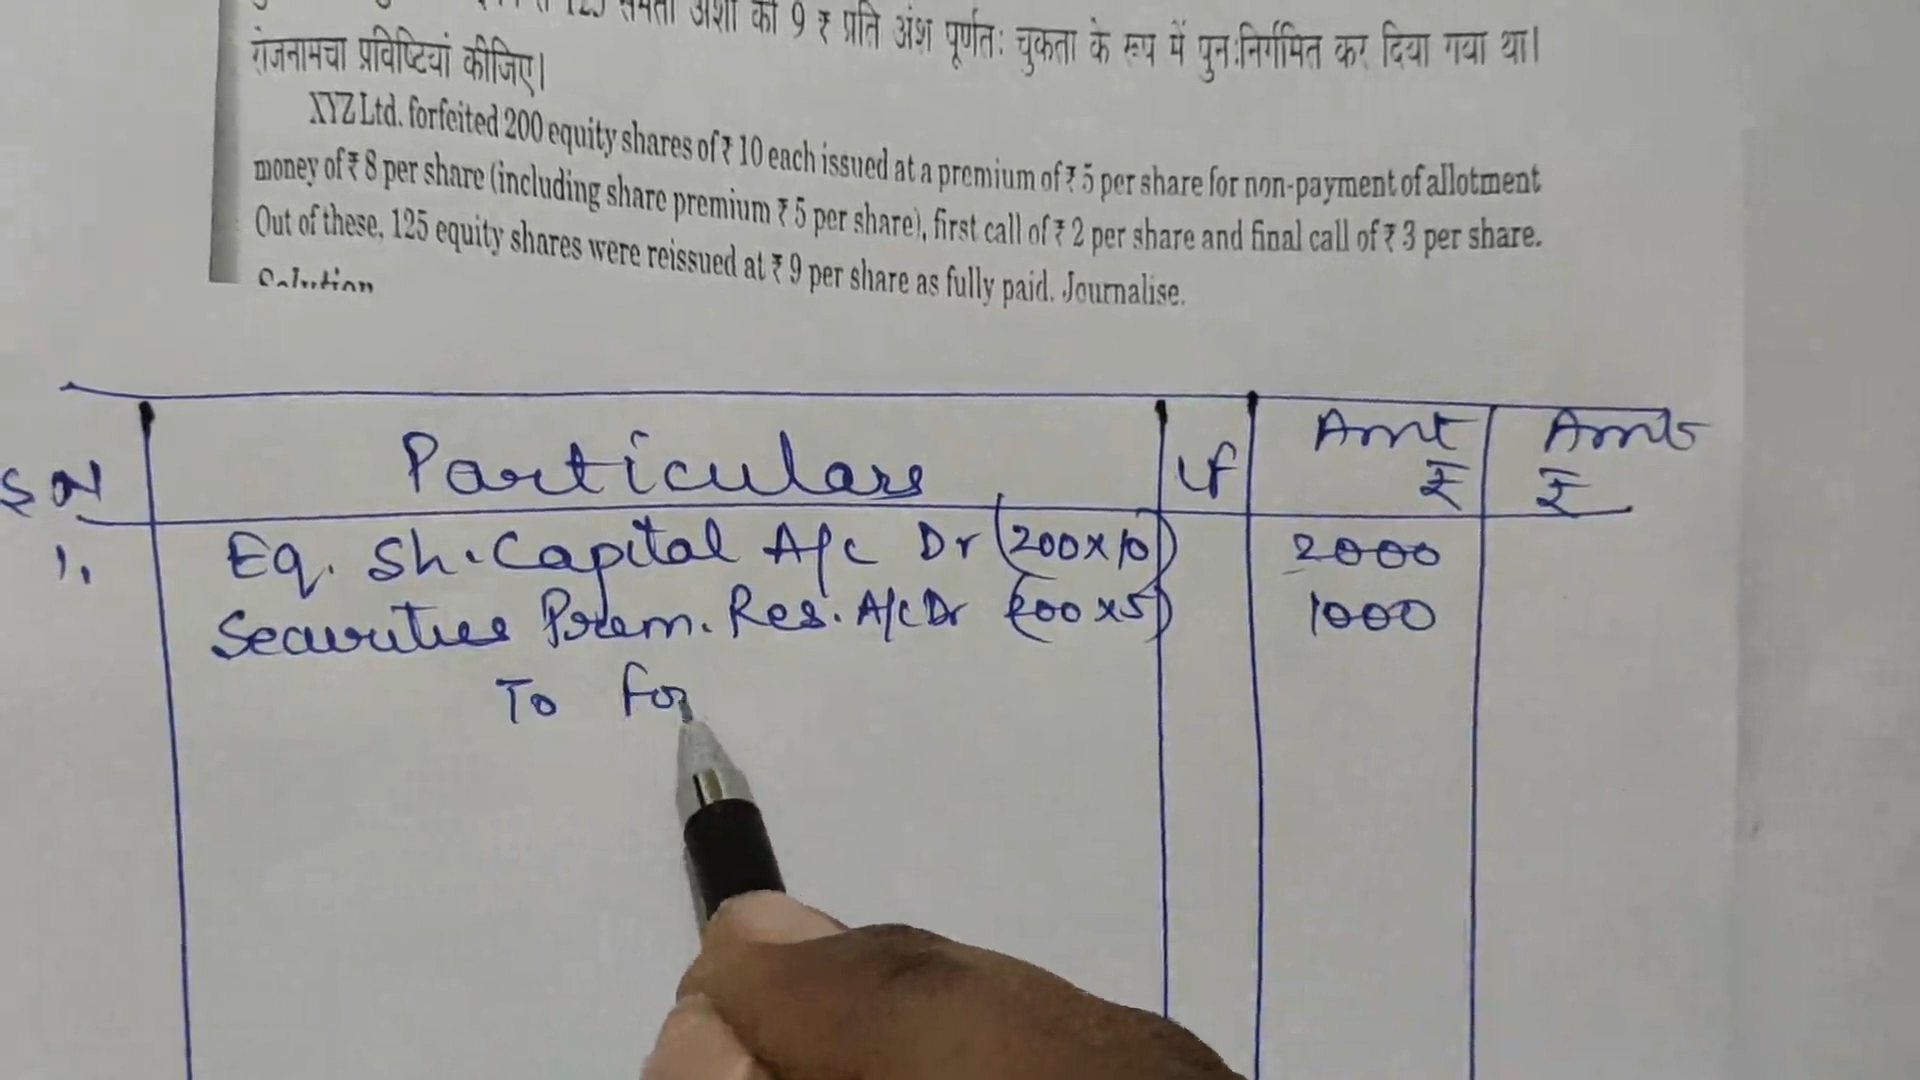 125 समता अंशों को 9 ₹ प्रति अंश पूर्णतः चुकता के रूप में पुनःनिर्गमित कर दिया गया था।
रोजनामचा प्रविष्टियां कीजिए।
XYZ Ltd. forfeited 200 equity shares of ₹ 10 each issued at a premium of ₹ 5 per share for non-payment of allotment
money of ₹ 8 per share (including share premium ₹ 5 per share), first call of ₹ 2 per share and final call of ₹ 3 per share.
Out of these, 125 equity shares were reissued at ₹ 9 per share as fully paid. Journalise.
Solution
SN Particulars LF Amt ₹ Amt ₹
1. Eq. Sh. Capital A/c Dr (200x10) 2000
Securities Prem. Res. A/c Dr (200x5) 1000
To For